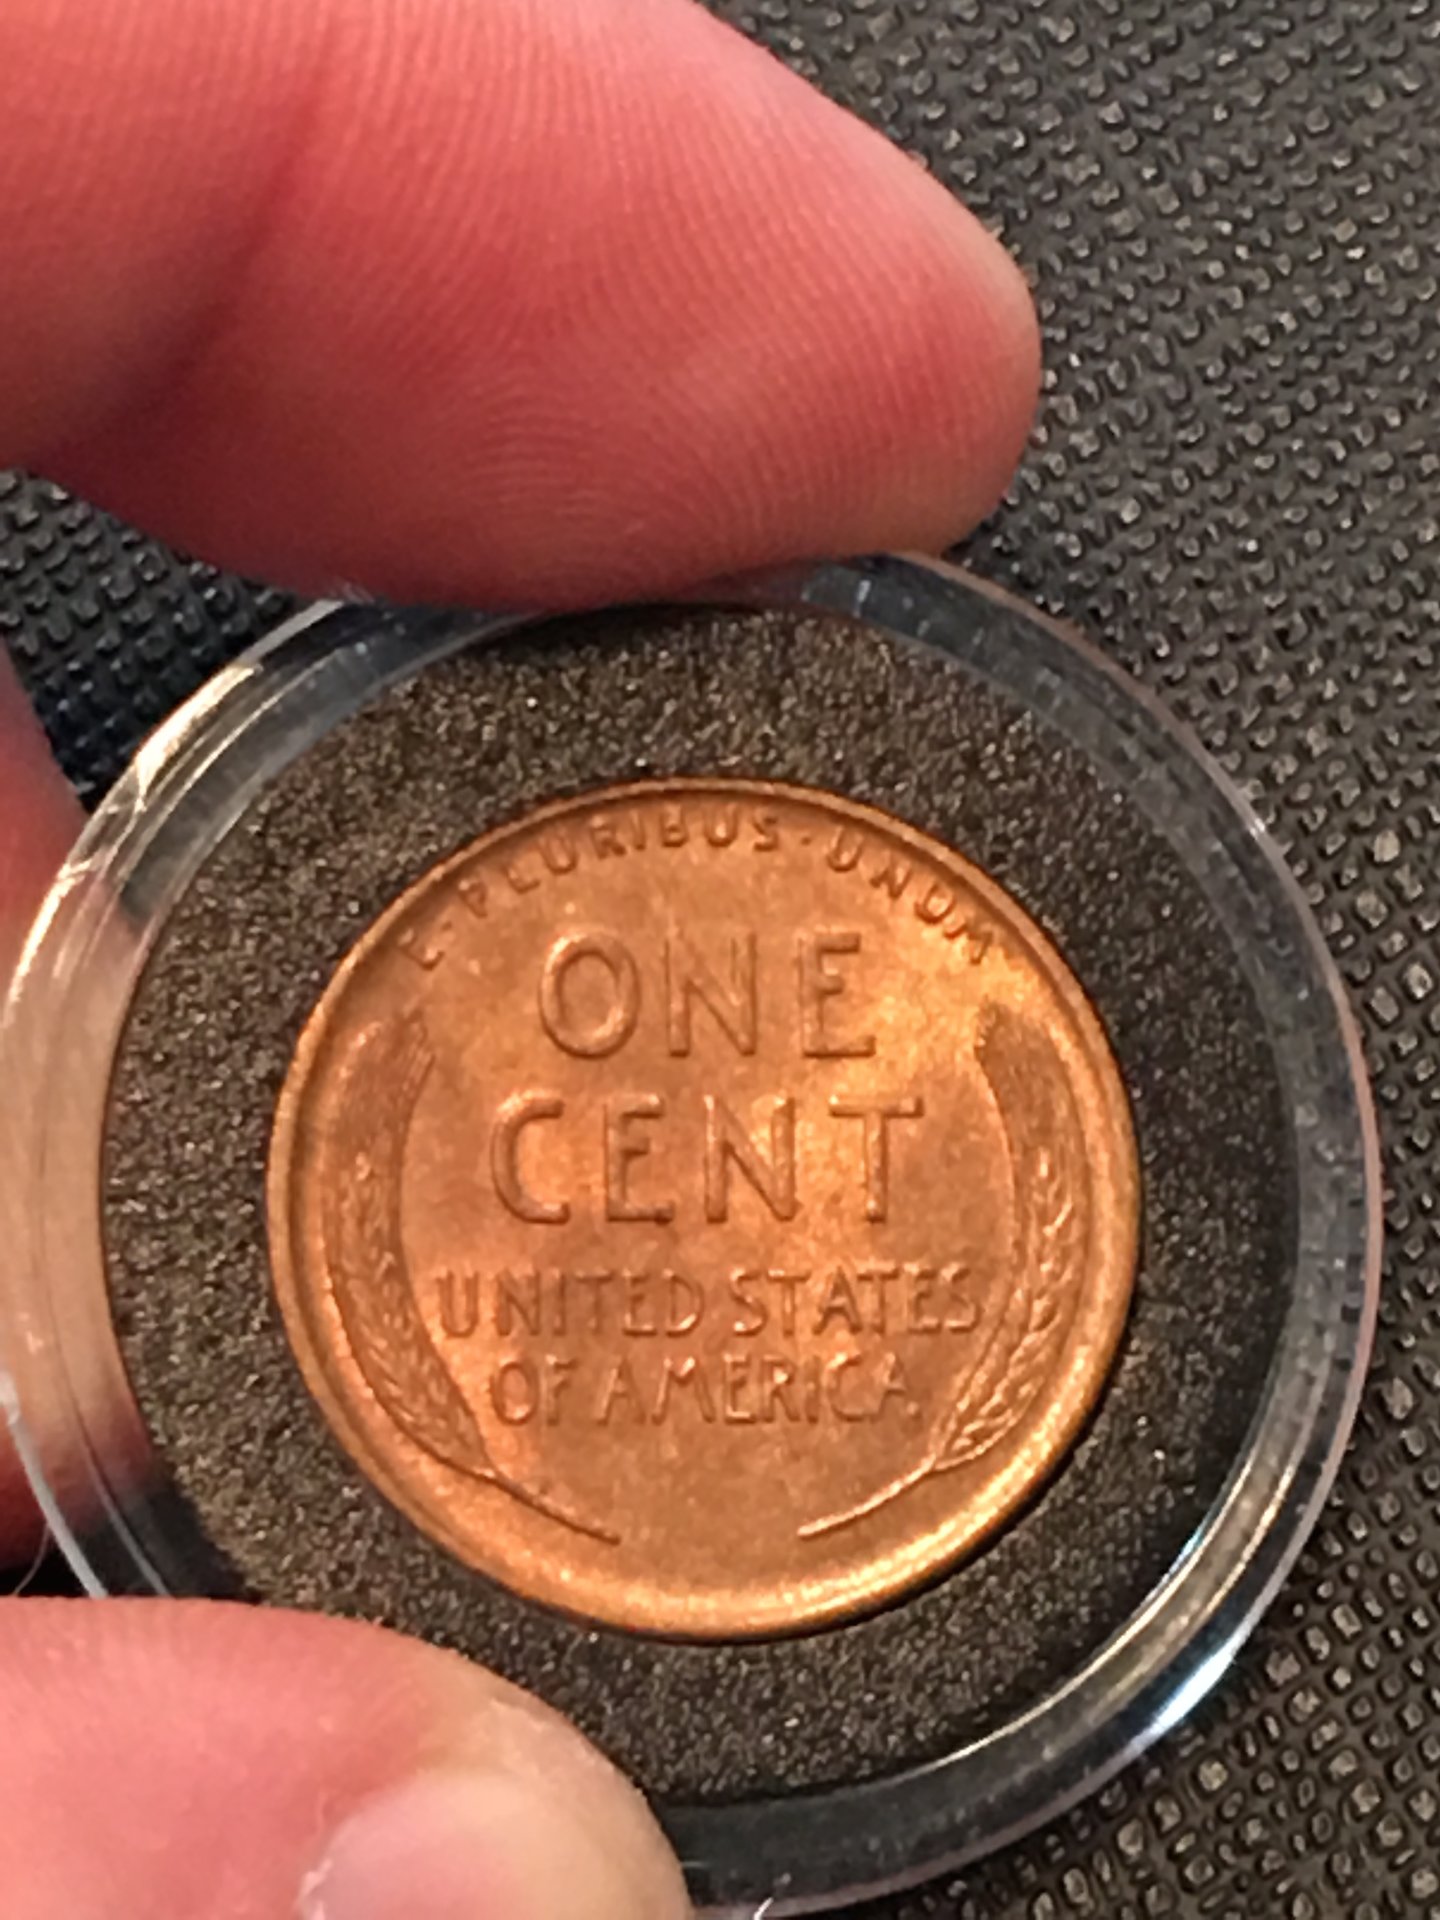 E·PLURIBUS·UNUM
ONE
CENT
UNITED STATES
OF AMERICA